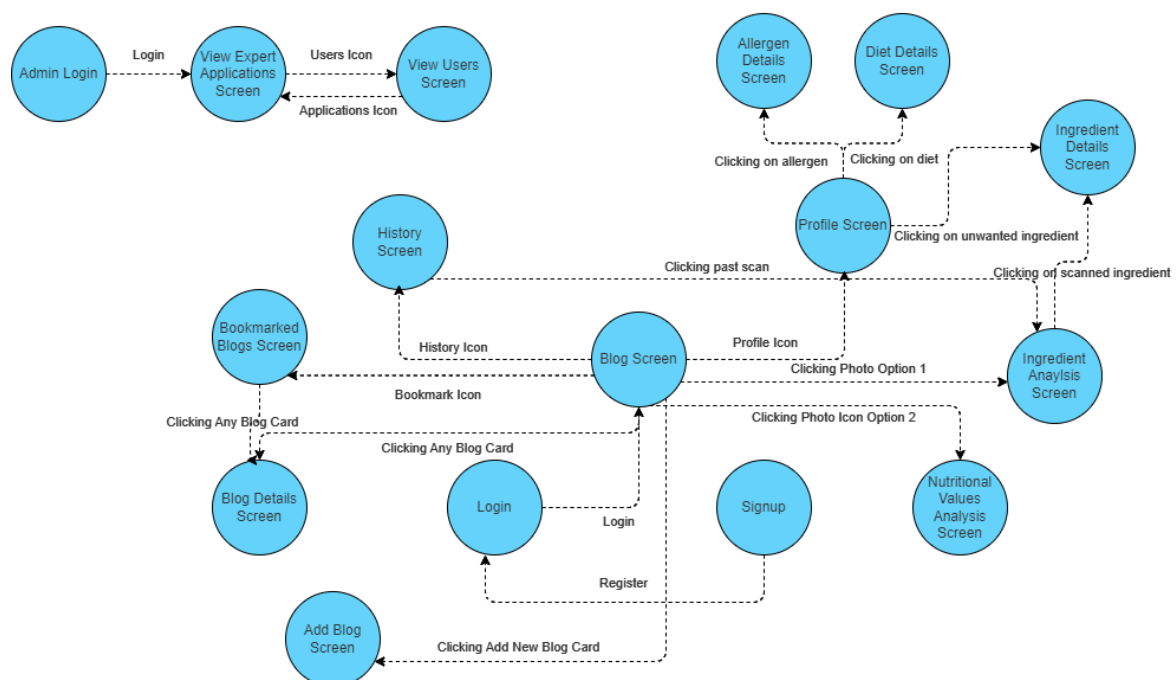 Admin Login
Login
View Expert
Applications
Screen
Users Icon
Applications Icon
View Users
Screen
Allergen
Details
Screen
Diet Details
Screen
Clicking on allergen
Clicking on diet
Ingredient
Details
Screen
Profile Screen
Clicking on unwanted ingredient
History
Screen
Clicking past scan
Clicking on scanned ingredient
Bookmarked
Blogs Screen
History Icon
Blog Screen
Profile Icon
Clicking Photo Option 1
Ingredient
Anaylsis
Screen
Bookmark Icon
Clicking Any Blog Card
Clicking Photo Icon Option 2
Clicking Any Blog Card
Blog Details
Screen
Login
Login
Signup
Nutritional
Values
Analysis
Screen
Register
Add Blog
Screen
Clicking Add New Blog Card